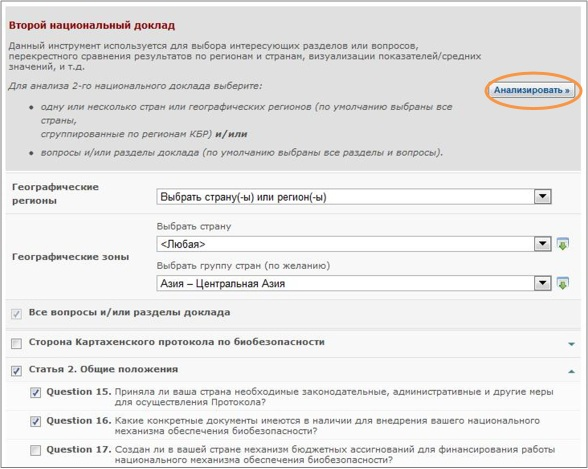 Второй национальный доклад
Данный инструмент используется для выбора интересующих разделов или вопросов,
перекрестного сравнения результатов по регионам и странам, визуализации показателей/средних
значений, и т.д.
Для анализа 2-го национального доклада выберите:
Анализировать »
• одну или несколько стран или географических регионов (по умолчанию выбраны все
страны,
сгруппированные по регионам КБР) и/или
• вопросы и/или разделы доклада (по умолчанию выбраны все разделы и вопросы).
Географические
регионы
Выбрать страну(-ы) или регион(-ы)
Географические зоны
Выбрать страну
<Любая>
Выбрать группу стран (по желанию)
Азия – Центральная Азия
Все вопросы и/или разделы доклада
Сторона Картахенского протокола по биобезопасности
Статья 2. Общие положения
Question 15. Приняла ли ваша страна необходимые законодательные, административные и другие меры
для осуществления Протокола?
Question 16. Какие конкретные документы имеются в наличии для внедрения вашего национального
механизма обеспечения биобезопасности?
Question 17. Создан ли в вашей стране механизм бюджетных ассигнований для финансирования работы
национального механизма обеспечения биобезопасности?